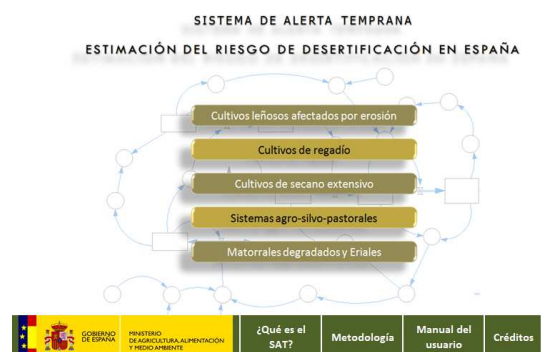 SISTEMA DE ALERTA TEMPRANA
ESTIMACIÓN DEL RIESGO DE DESERTIFICACIÓN EN ESPAÑA
Cultivos leñosos afectados por erosión
Cultivos de regadío
Cultivos de secano extensivo
Sistemas agro-silvo-pastorales
Matorrales degradados y Eriales
GOBIERNO
DE ESPAÑA
MINISTERIO
DE AGRICULTURA, ALIMENTACIÓN
Y MEDIO AMBIENTE
¿Qué es el
SAT?
Metodología
Manual del
usuario
Créditos